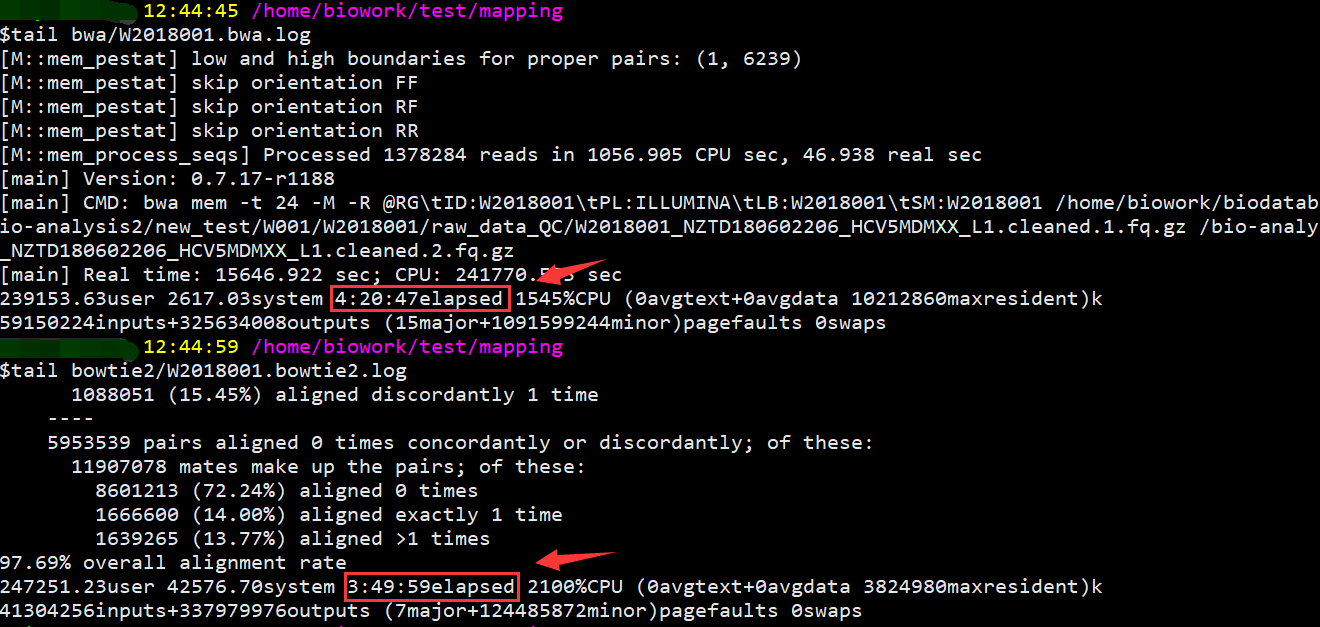 12:44:45 /home/biowork/test/mapping
$tail bwa/W2018001.bwa.log
[M::mem_pestat] low and high boundaries for proper pairs: (1, 6239)
[M::mem_pestat] skip orientation FF
[M::mem_pestat] skip orientation RF
[M::mem_pestat] skip orientation RR
[M::mem_process_seqs] Processed 1378284 reads in 1056.905 CPU sec, 46.938 real sec
[main] Version: 0.7.17-r1188
[main] CMD: bwa mem -t 24 -M -R @RG\tID:W2018001\tPL:ILLUMINA\tLB:W2018001\tSM:W2018001 /home/biowork/biodatab
io-analysis2/new_test/W001/W2018001/raw_data_QC/W2018001_NZTD180602206_HCV5MDMXX_L1.cleaned.1.fq.gz /bio-analy
_NZTD180602206_HCV5MDMXX_L1.cleaned.2.fq.gz
[main] Real time: 15646.922 sec; CPU: sec
239153.63user 2617.03system 4:20:47elapsed 1545%CPU (0avgtext+0avgdata 10212860maxresident)k
59150224inputs+325634008outputs (15major+1091599244minor)pagefaults 0swaps
12:44:59 /home/biowork/test/mapping
$tail bowtie2/W2018001.bowtie2.log
1088051 (15.45%) aligned discordantly 1 time
----
5953539 pairs aligned 0 times concordantly or discordantly; of these:
11907078 mates make up the pairs; of these:
8601213 (72.24%) aligned 0 times
1666600 (14.00%) aligned exactly 1 time
1639265 (13.77%) aligned >1 times
97.69% overall alignment rate
247251.23user 42576.70system 3:49:59elapsed 2100%CPU (0avgtext+0avgdata 3824980maxresident)k
41304256inputs+337979976outputs (7major+124485872minor)pagefaults 0swaps